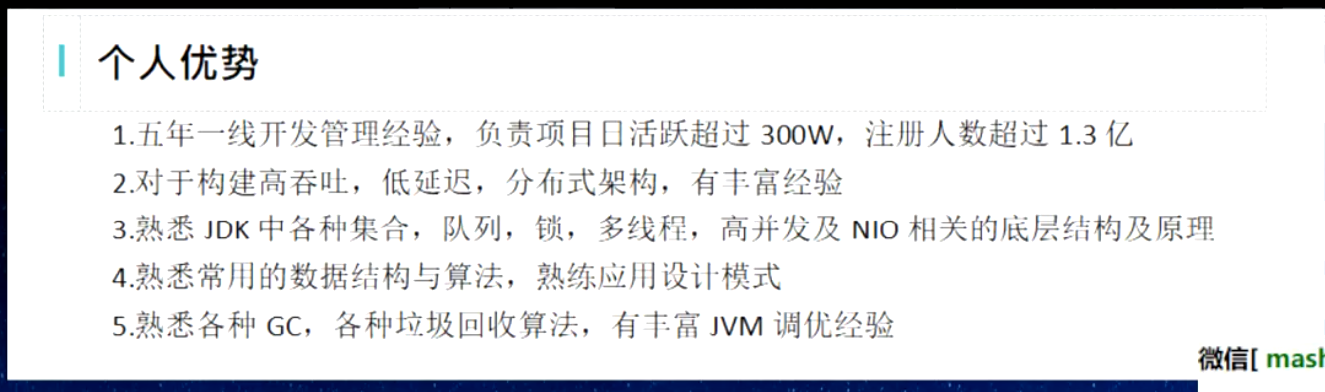 个人优势
1.五年一线开发管理经验，负责项目日活跃超过 300W，注册人数超过 1.3 亿
2.对于构建高吞吐，低延迟，分布式架构，有丰富经验
3.熟悉 JDK 中各种集合，队列，锁，多线程，高并发及 NIO 相关的底层结构及原理
4.熟悉常用的数据结构与算法，熟练应用设计模式
5.熟悉各种 GC，各种垃圾回收算法，有丰富 JVM 调优经验
微信[ mash